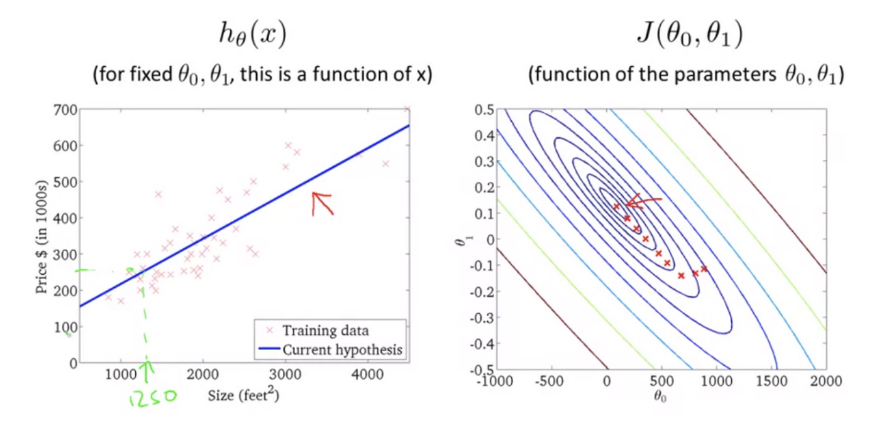 hθ(x)
(for fixed θ₀, θ₁, this is a function of x)
700
600
500
400
300
200
100
0
Price $ (in 1000s)
1000 2000 3000 4000
Size (feet²)
Training data
Current hypothesis
1250
J(θ₀, θ₁)
(function of the parameters θ₀, θ₁)
0.5
0.4
0.3
0.2
0.1
0
-0.1
-0.2
-0.3
-0.4
-0.5
θ₁
-1000 -500 0 500 1000 1500 2000
θ₀